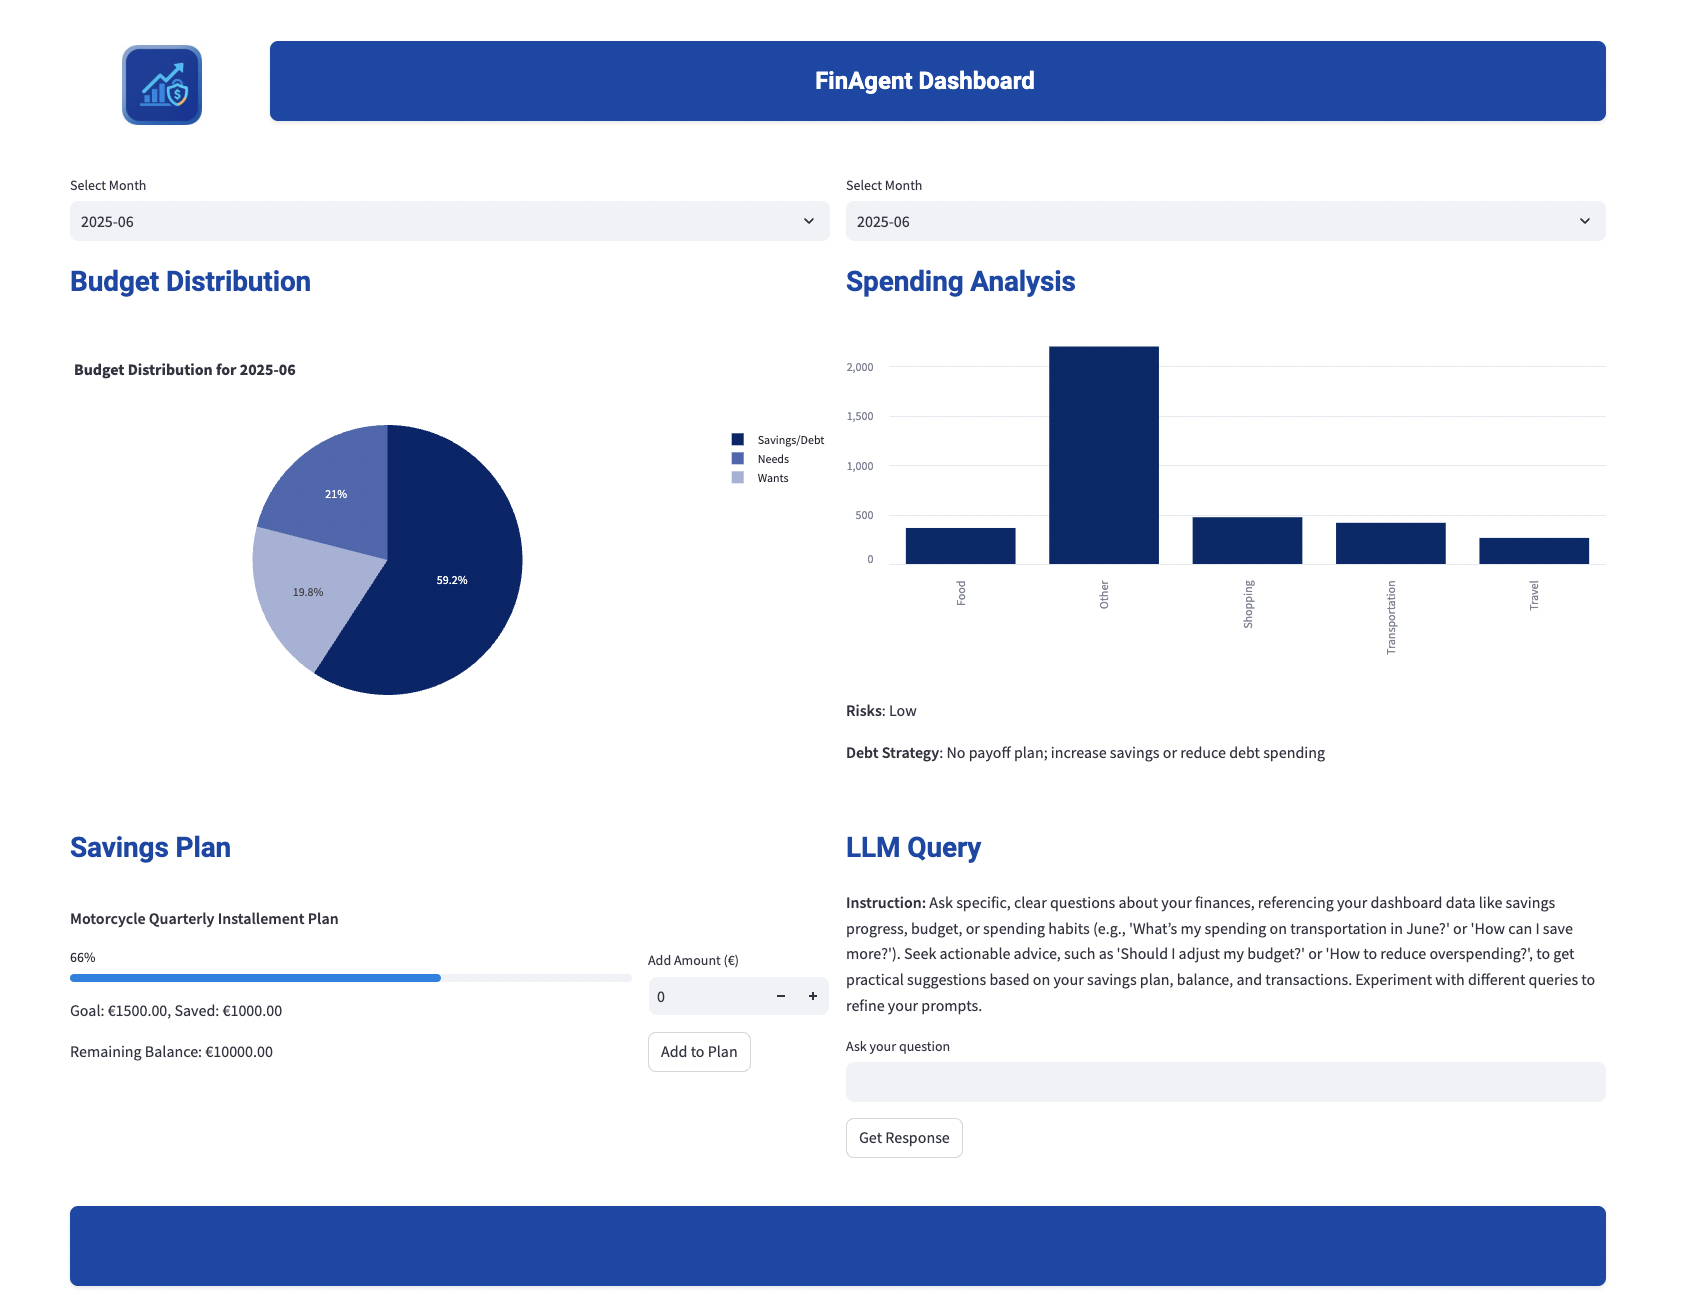 $
FinAgent Dashboard
Select Month
2025-06
Select Month
2025-06
Budget Distribution
Budget Distribution for 2025-06
21%
19.8%
59.2%
Savings/Debt
Needs
Wants
Spending Analysis
2,000
1,500
1,000
500
0
Food
Other
Shopping
Transportation
Travel
Risks: Low
Debt Strategy: No payoff plan; increase savings or reduce debt spending
Savings Plan
Motorcycle Quarterly Installement Plan
66%
Goal: €1500.00, Saved: €1000.00
Remaining Balance: €10000.00
Add Amount (€)
0
Add to Plan
LLM Query
Instruction: Ask specific, clear questions about your finances, referencing your dashboard data like savings
progress, budget, or spending habits (e.g., 'What's my spending on transportation in June?' or 'How can I save
more?'). Seek actionable advice, such as 'Should I adjust my budget?' or 'How to reduce overspending?', to get
practical suggestions based on your savings plan, balance, and transactions. Experiment with different queries to
refine your prompts.
Ask your question
Get Response